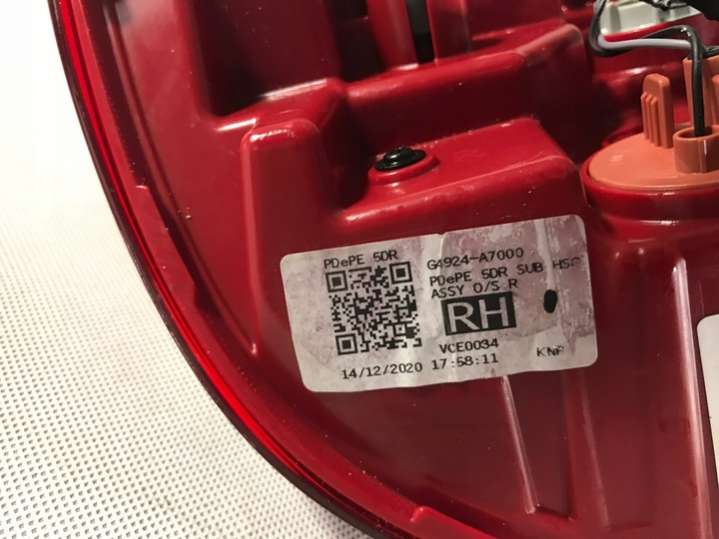 PDePE 5DR
G4924-A7000
PDePE 5DR SUB HSG
ASSY O/S R
RH
VCE0034
14/12/2020 17:58:11